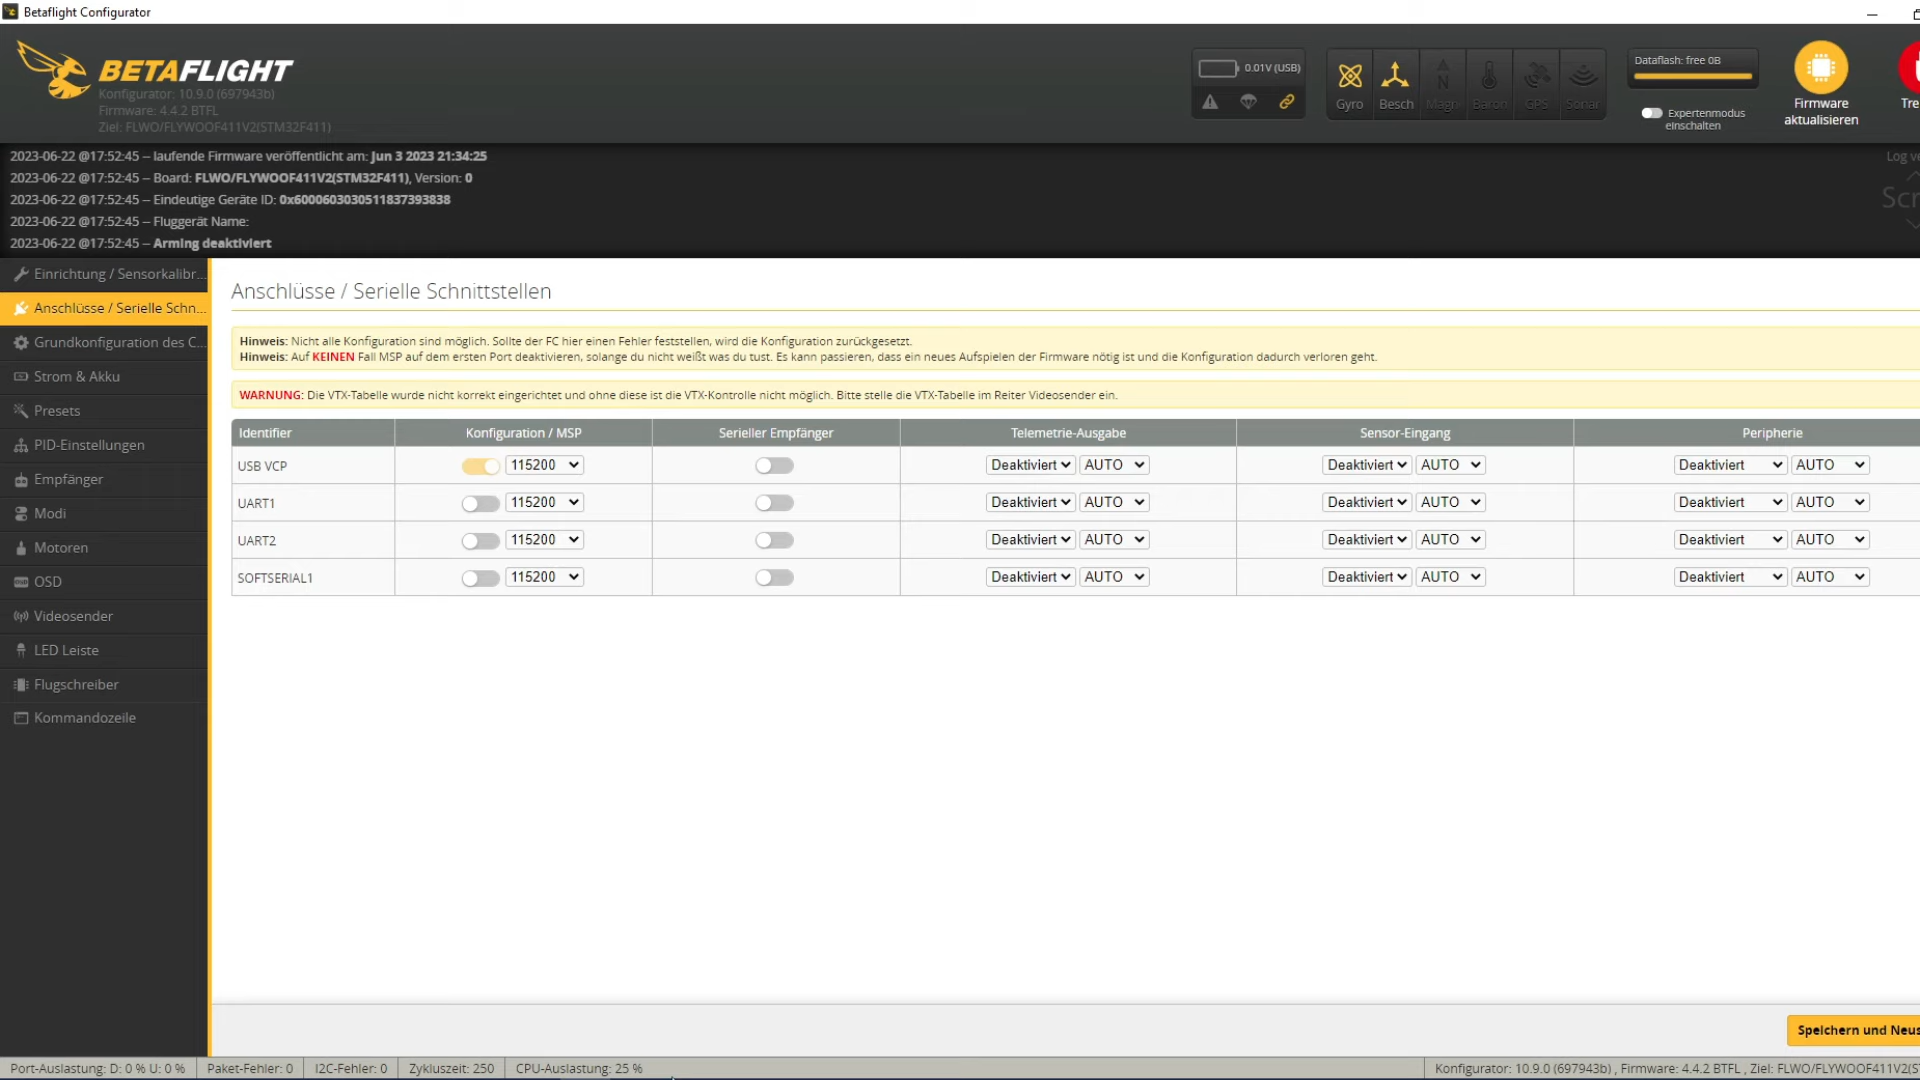 Betaflight Configurator
BETAFLIGHT
Konfigurator: 10.9.0 (697943b)
Firmware: 4.4.2 BTFL
Ziel: FLWO/FLYWOOF411V2(STM32F411)
0.01V (USB)
Gyro
Besch
Magn
Baron
GPS
Sonar
Dataflash: free 0B
Expertenmodus
einschalten
Firmware
aktualisieren
Tre
2023-06-22 @17:52:45 -- laufende Firmware veröffentlicht am: Jun 3 2023 21:34:25
2023-06-22 @17:52:45 -- Board: FLWO/FLYWOOF411V2(STM32F411), Version: 0
2023-06-22 @17:52:45 -- Eindeutige Geräte ID: 0x6000603030511837393838
2023-06-22 @17:52:45 -- Fluggerät Name:
2023-06-22 @17:52:45 -- Arming deaktiviert
Log ve
Scr
Einrichtung / Sensorkalibr...
Anschlüsse / Serielle Schn...
Grundkonfiguration des C...
Strom & Akku
Presets
PID-Einstellungen
Empfänger
Modi
Motoren
OSD
Videosender
LED Leiste
Flugschreiber
Kommandozeile
Anschlüsse / Serielle Schnittstellen
Hinweis: Nicht alle Konfiguration sind möglich. Sollte der FC hier einen Fehler feststellen, wird die Konfiguration zurückgesetzt.
Hinweis: Auf KEINEN Fall MSP auf dem ersten Port deaktivieren, solange du nicht weißt was du tust. Es kann passieren, dass ein neues Aufspielen der Firmware nötig ist und die Konfiguration dadurch verloren geht.
WARNUNG: Die VTX-Tabelle wurde nicht korrekt eingerichtet und ohne diese ist die VTX-Kontrolle nicht möglich. Bitte stelle die VTX-Tabelle im Reiter Videosender ein.
Identifier Konfiguration / MSP Serieller Empfänger Telemetrie-Ausgabe Sensor-Eingang Peripherie
USB VCP 115200 Deaktiviert AUTO Deaktiviert AUTO Deaktiviert AUTO
UART1 115200 Deaktiviert AUTO Deaktiviert AUTO Deaktiviert AUTO
UART2 115200 Deaktiviert AUTO Deaktiviert AUTO Deaktiviert AUTO
SOFTSERIAL1 115200 Deaktiviert AUTO Deaktiviert AUTO Deaktiviert AUTO
Speichern und Neus
Port-Auslastung: D: 0 % U: 0 % Paket-Fehler: 0 I2C-Fehler: 0 Zykluszeit: 250 CPU-Auslastung: 25 % Konfigurator: 10.9.0 (697943b) , Firmware: 4.4.2 BTFL , Ziel: FLWO/FLYWOOF411V2(S